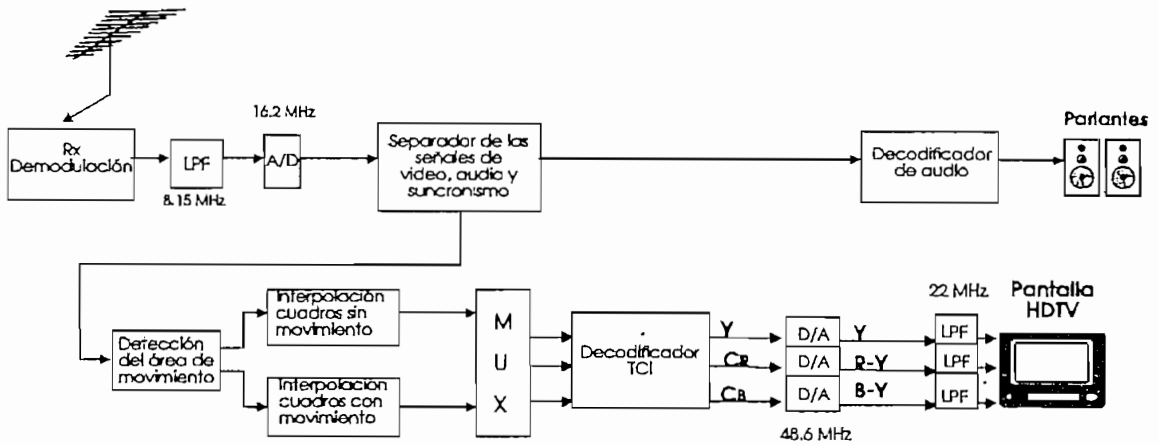 16.2 MHz
Rx
Demodulación
LPF
8.15 MHz
A/D
Separador de las
señales de
video, audio y
suncronismo
Decodificador
de audio
Parlantes
Detección
del área de
movimiento
Interpolación
cuadros sin
movimiento
Interpolación
cuadros con
movimiento
M
U
X
Decodificador
TCI
Y
CR
CB
D/A
D/A
D/A
48.6 MHz
Y
R-Y
B-Y
22 MHz
LPF
LPF
LPF
Pantalla
HDTV